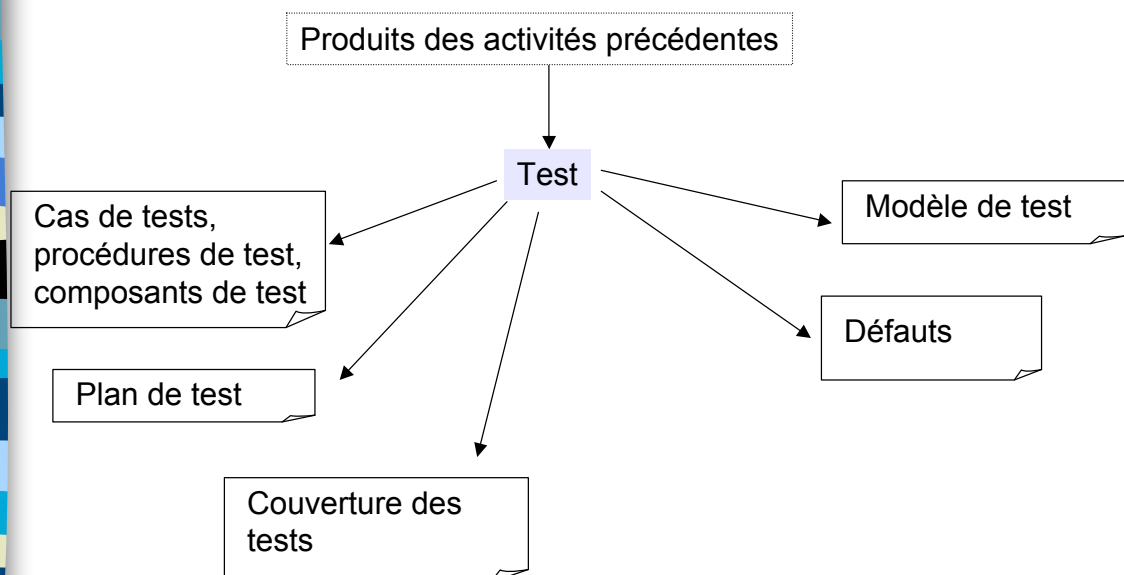 Produits des activités précédentes
Test
Cas de tests,
procédures de test,
composants de test
Modèle de test
Défauts
Plan de test
Couverture des
tests